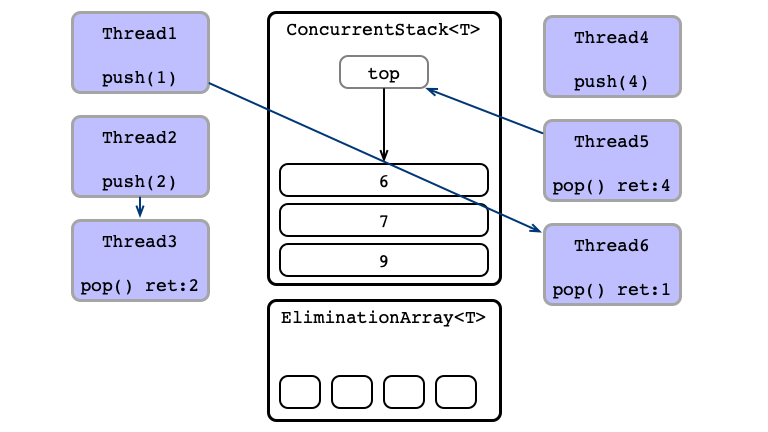 Thread1
push(1)
Thread2
push(2)
Thread3
pop() ret:2
ConcurrentStack<T>
top
6
7
9
EliminationArray<T>
Thread4
push(4)
Thread5
pop() ret:4
Thread6
pop() ret:1